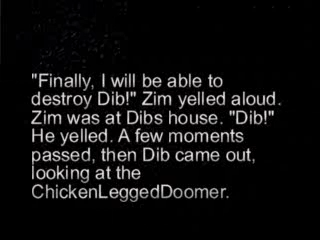 "Finally, I will be able to
destroy Dib!" Zim yelled aloud.
Zim was at Dibs house. "Dib!"
He yelled. A few moments
passed, then Dib came out,
looking at the
ChickenLeggedDoomer.